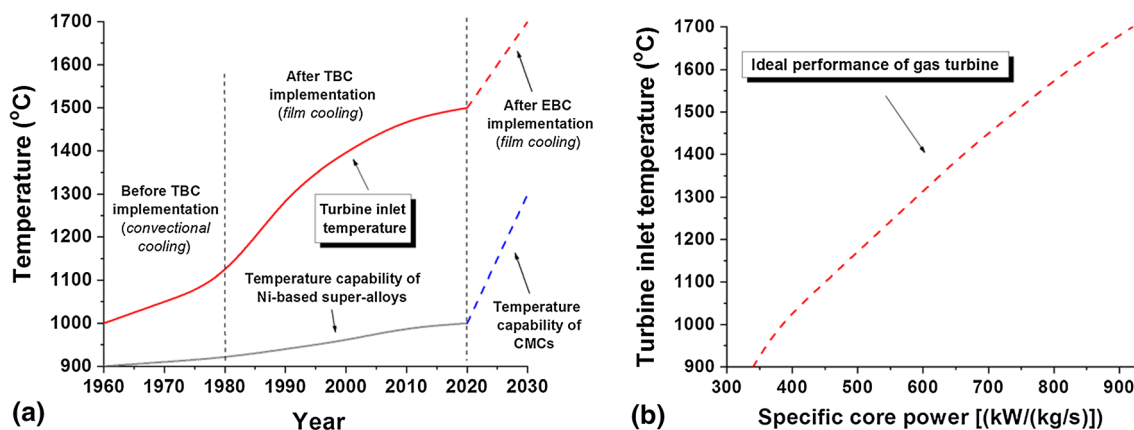 1700
1600
1500
1400
1300
1200
1100
1000
900
Temperature (oC)
Before TBC
implementation
(convectional
cooling)
After TBC
implementation
(film cooling)
After EBC
implementation
(film cooling)
Turbine inlet
temperature
Temperature capability of
Ni-based super-alloys
Temperature
capability of
CMCs
1960 1970 1980 1990 2000 2010 2020 2030
Year
(a)
1700
1600
1500
1400
1300
1200
1100
1000
900
Turbine inlet temperature (oC)
Ideal performance of gas turbine
300 400 500 600 700 800 900
Specific core power [(kW/(kg/s)])
(b)